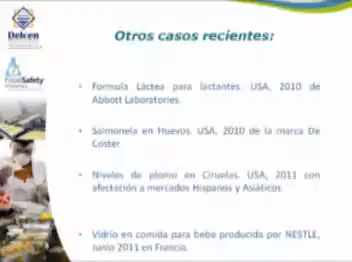 Delcen
FoodSafety
Otros casos recientes:
• Formula Láctea para lactantes. USA, 2010 de
Abbott Laboratories.
• Salmonela en Huevos. USA, 2010 de la marca De
Coster
• Niveles de plomo en Ciruelas. USA, 2011 con
afectación a mercados Hispanos y Asiáticos.
• Vidrio en comida para bebe producida por NESTLE,
Junio 2011 en Francia.